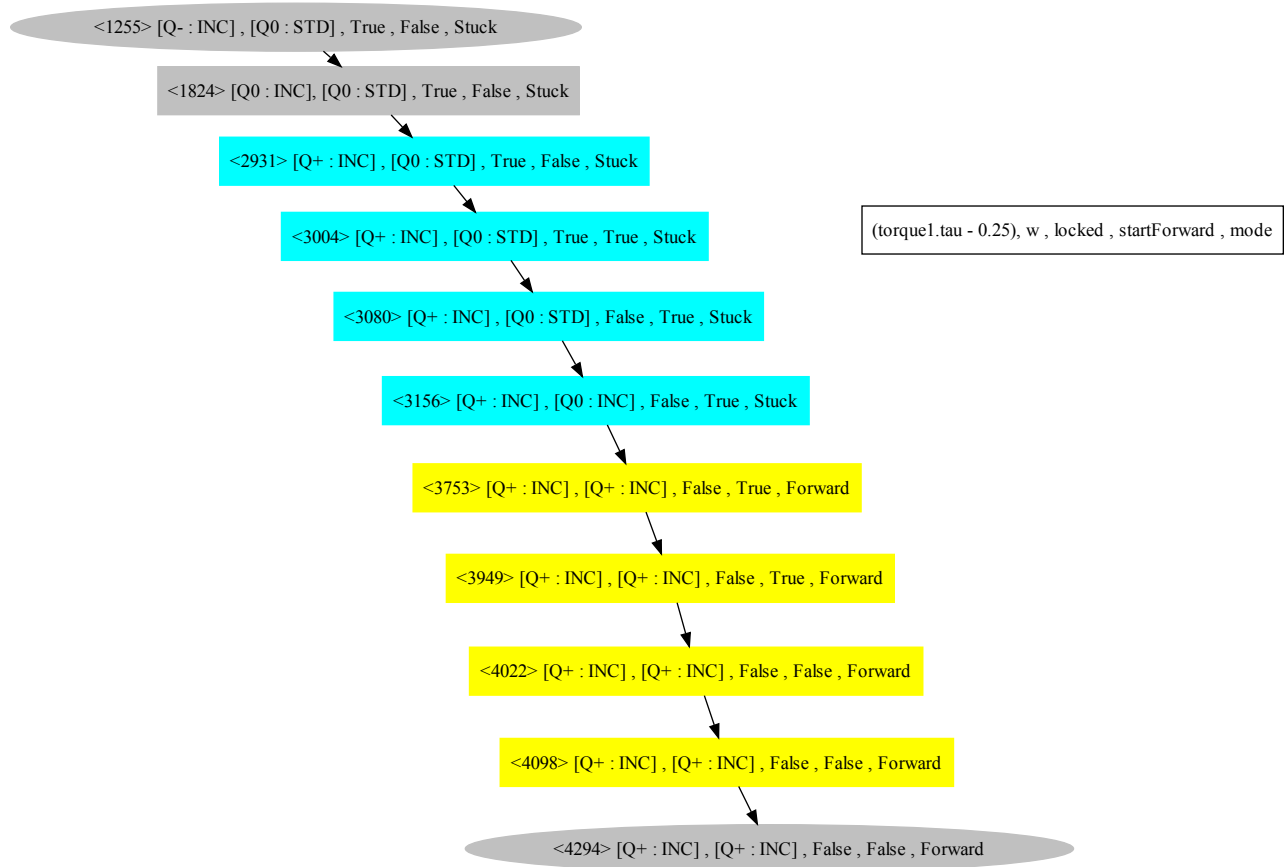 <1255> [Q- : INC] , [Q0 : STD] , True , False , Stuck
<1824> [Q0 : INC], [Q0 : STD] , True , False , Stuck
<2931> [Q+ : INC] , [Q0 : STD] , True , False , Stuck
<3004> [Q+ : INC] , [Q0 : STD] , True , True , Stuck
(torque1.tau - 0.25), w , locked , startForward , mode
<3080> [Q+ : INC] , [Q0 : STD] , False , True , Stuck
<3156> [Q+ : INC] , [Q0 : INC] , False , True , Stuck
<3753> [Q+ : INC] , [Q+ : INC] , False , True , Forward
<3949> [Q+ : INC] , [Q+ : INC] , False , True , Forward
<4022> [Q+ : INC] , [Q+ : INC] , False , False , Forward
<4098> [Q+ : INC] , [Q+ : INC] , False , False , Forward
<4294> [Q+ : INC] , [Q+ : INC] , False , False , Forward